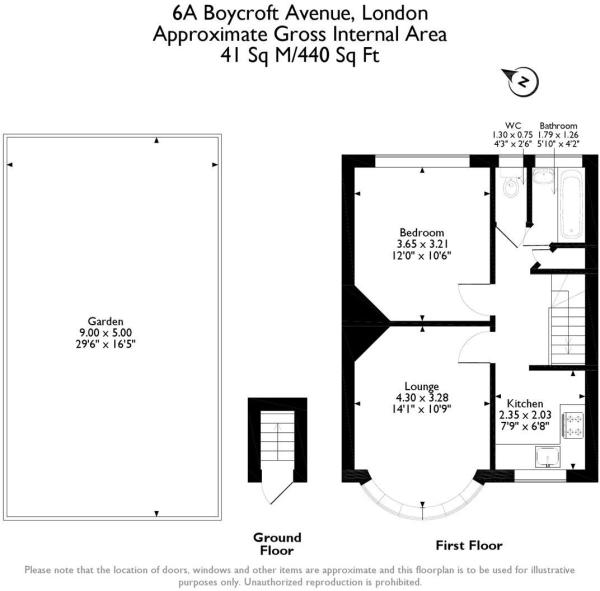 6A Boycroft Avenue, London
Approximate Gross Internal Area
41 Sq M/440 Sq Ft
N
WC
1.30 x 0.75
4'3" x 2'6"
Bathroom
1.79 x 1.26
5'10" x 4'2"
Bedroom
3.65 x 3.21
12'0" x 10'6"
Garden
9.00 x 5.00
29'6" x 16'5"
Lounge
4.30 x 3.28
14'1" x 10'9"
Kitchen
2.35 x 2.03
7'9" x 6'8"
Ground
Floor
First Floor
Please note that the location of doors, windows and other items are approximate and this floorplan is to be used for illustrative
purposes only. Unauthorized reproduction is prohibited.